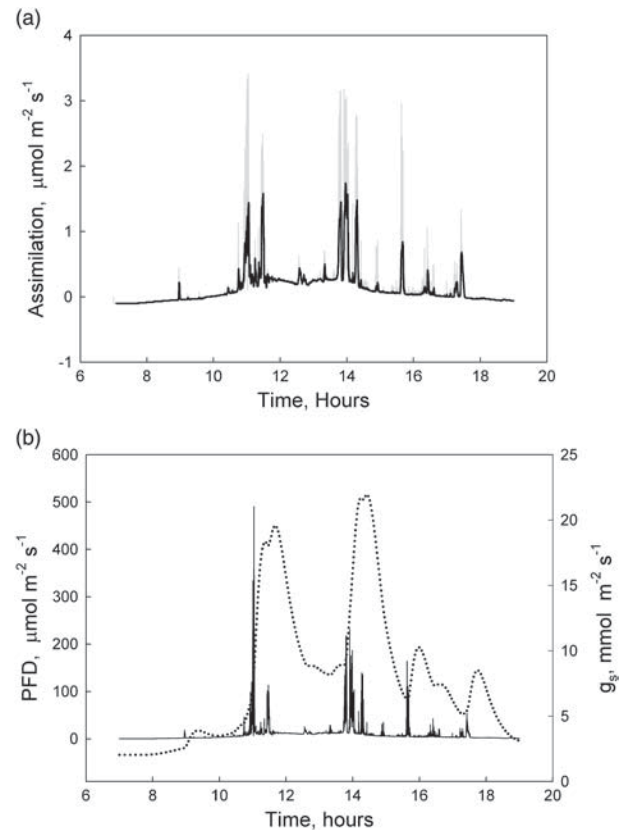 (a)
4
3
2
1
0
-1
Assimilation, μmol m⁻² s⁻¹
6 8 10 12 14 16 18 20
Time, Hours
(b)
600
500
400
300
200
100
0
PFD, μmol m⁻² s⁻¹
25
20
15
10
5
0
gₛ, mmol m⁻² s⁻¹
6 8 10 12 14 16 18 20
Time, hours